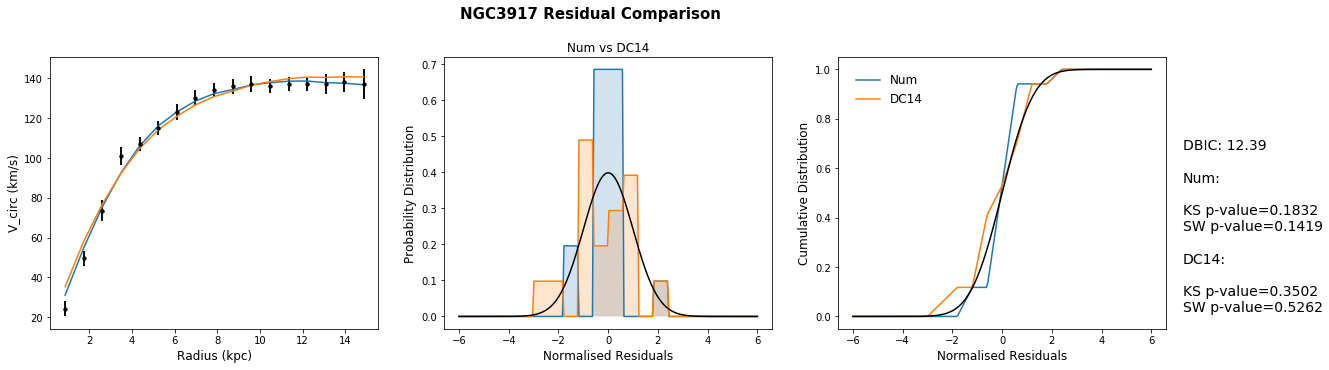 NGC3917 Residual Comparison
V_circ (km/s)
140
120
100
80
60
40
20
2 4 6 8 10 12 14
Radius (kpc)
Num vs DC14
Probability Distribution
0.7
0.6
0.5
0.4
0.3
0.2
0.1
0.0
−6 −4 −2 0 2 4 6
Normalised Residuals
Cumulative Distribution
1.0
0.8
0.6
0.4
0.2
0.0
Num
DC14
−6 −4 −2 0 2 4 6
Normalised Residuals
DBIC: 12.39
Num:
KS p-value=0.1832
SW p-value=0.1419
DC14:
KS p-value=0.3502
SW p-value=0.5262